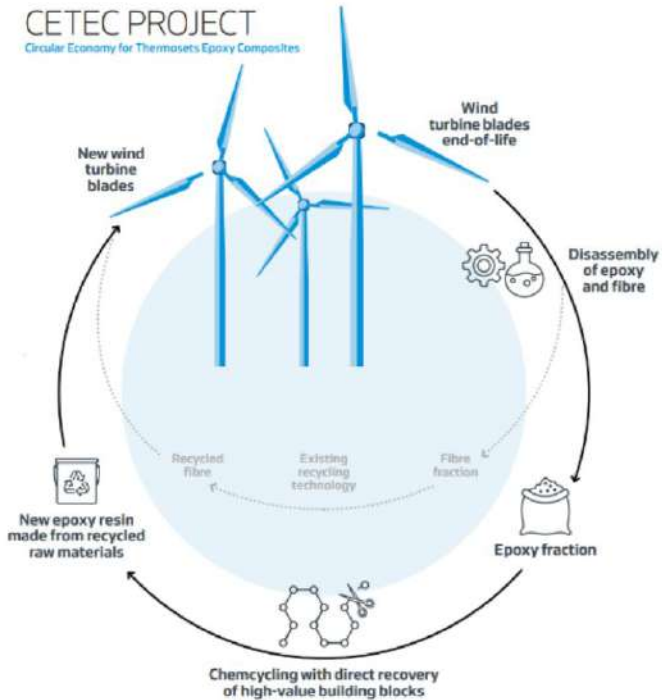 CETEC PROJECT
Circular Economy for Thermosets Epoxy Composites
Wind
turbine blades
end-of-life
New wind
turbine
blades
Disassembly
of epoxy
and fibre
Recycled
fibre
Existing
recycling
technology
Fibre
fraction
New epoxy resin
made from recycled
raw materials
Epoxy fraction
Chemcycling with direct recovery
of high-value building blocks